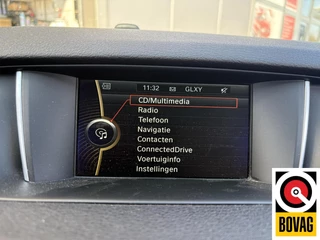 11:32 GLXY
CD/Multimedia
Radio
Telefoon
Navigatie
Contacten
ConnectedDrive
Voertuiginfo
Instellingen
BOVAG